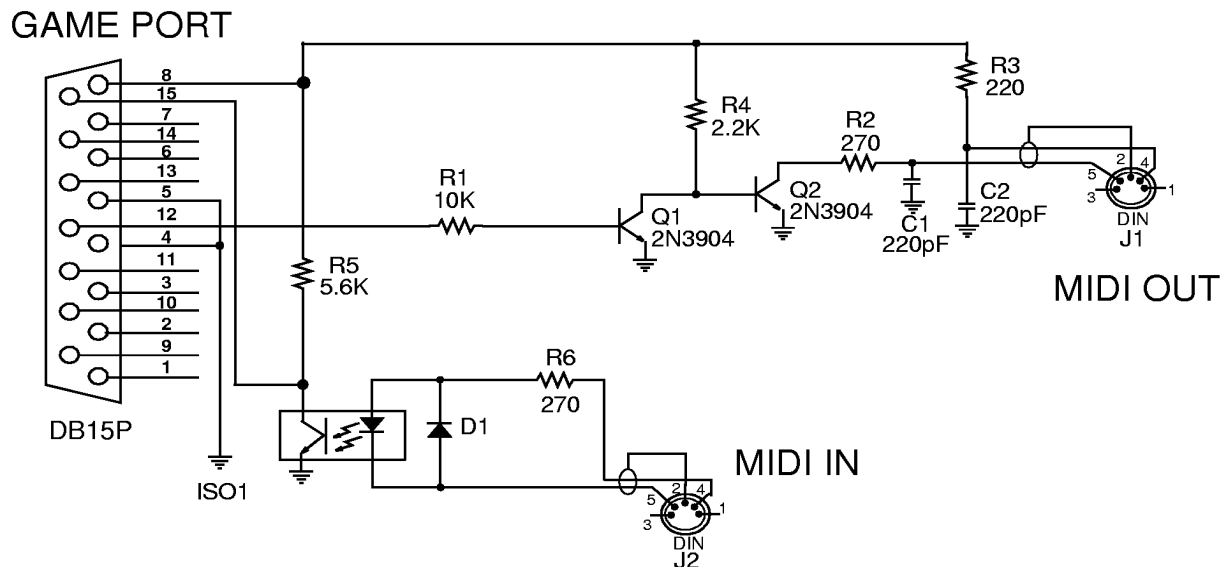 GAME PORT
8
15
7
14
6
13
5
12
4
11
3
10
2
9
1
DB15P
ISO1
R1
10K
R5
5.6K
Q1
2N3904
R4
2.2K
Q2
2N3904
R2
270
C1
220pF
R3
220
C2
220pF
2
4
5
3
1
DIN
J1
MIDI OUT
R6
270
D1
MIDI IN
2
4
5
3
1
DIN
J2